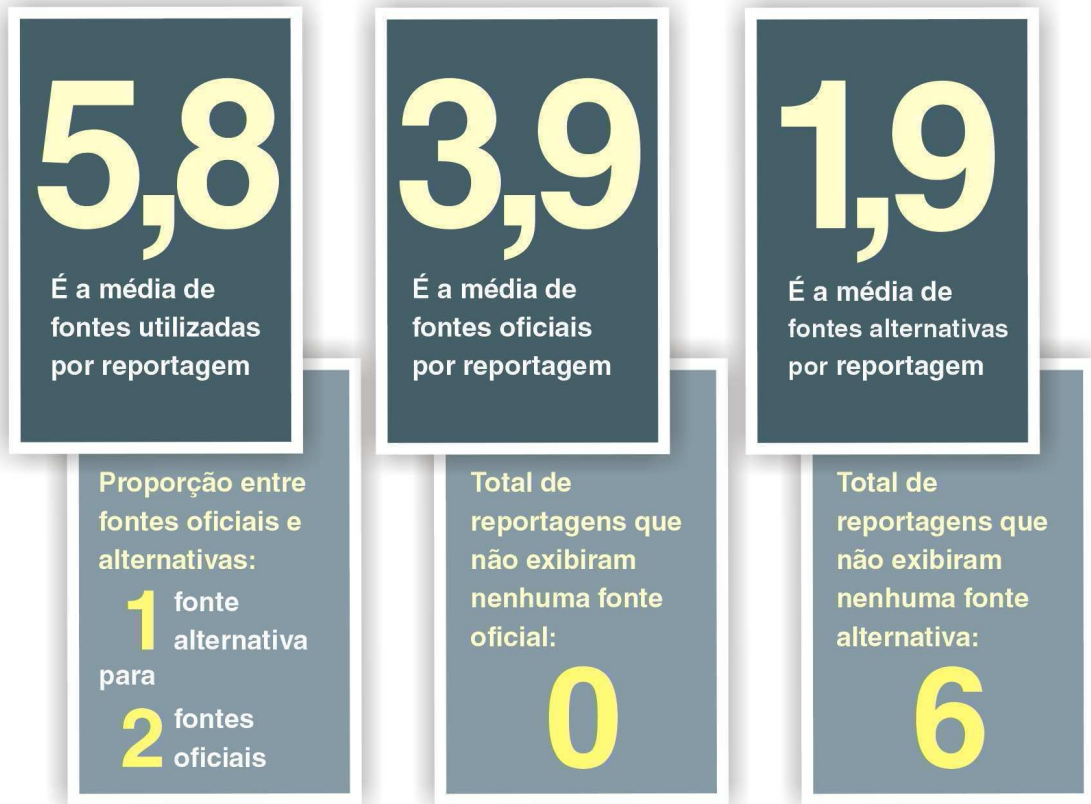 5,8
É a média de
fontes utilizadas
por reportagem
3,9
É a média de
fontes oficiais
por reportagem
1,9
É a média de
fontes alternativas
por reportagem
Proporção entre
fontes oficiais e
alternativas:
1 fonte
alternativa
para
2 fontes
oficiais
Total de
reportagens que
não exibiram
nenhuma fonte
oficial:
0
Total de
reportagens que
não exibiram
nenhuma fonte
alternativa:
6